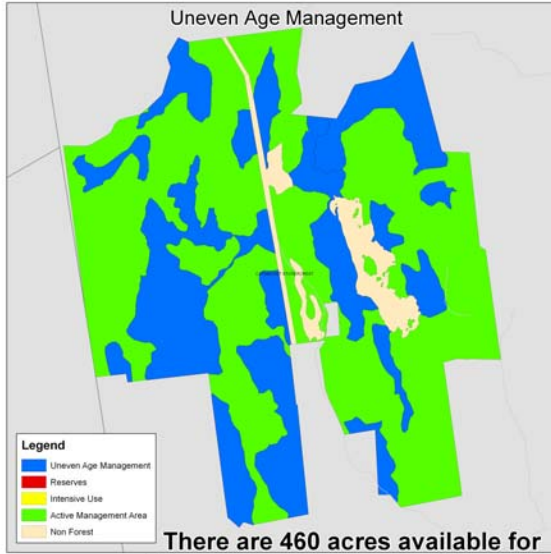 Uneven Age Management
Legend
Uneven Age Management
Reserves
Intensive Use
Active Management Area
Non Forest
There are 460 acres available for